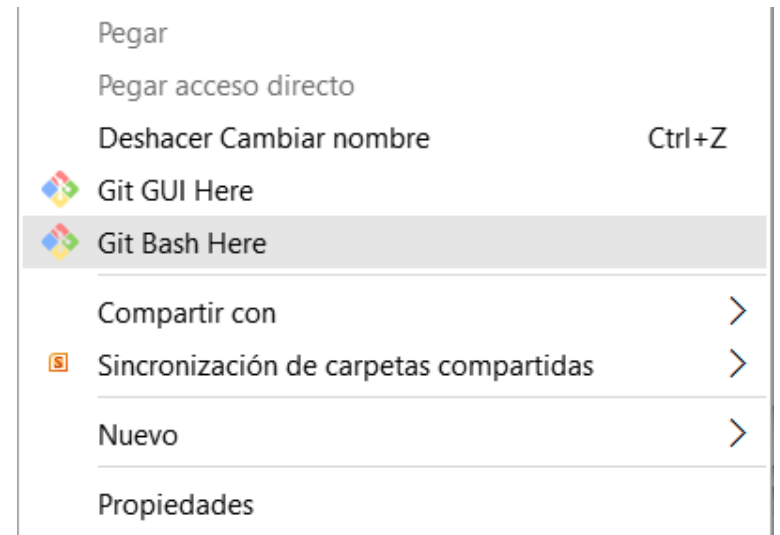 Pegar
Pegar acceso directo
Deshacer Cambiar nombre Ctrl+Z
Git GUI Here
Git Bash Here
Compartir con
S Sincronización de carpetas compartidas
Nuevo
Propiedades